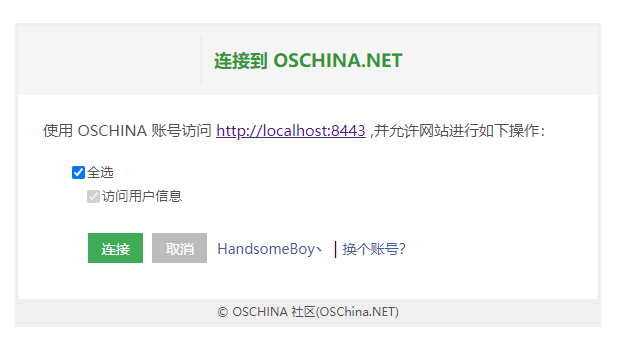 连接到 OSCHINA.NET
使用 OSCHINA 账号访问 http://localhost:8443 ,并允许网站进行如下操作：
全选
访问用户信息
连接 取消 HandsomeBoy丶 | 换个账号?
© OSCHINA 社区(OSChina.NET)